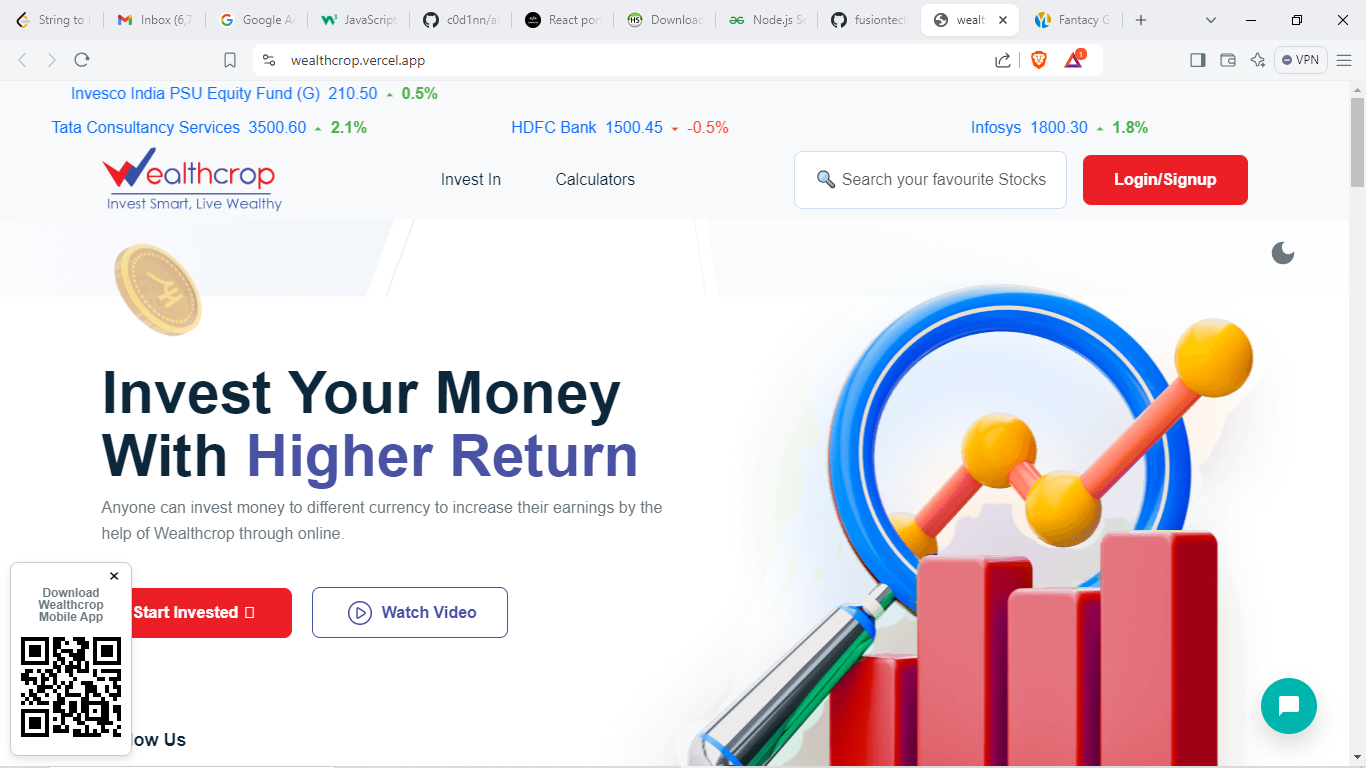 String to
Inbox (6,7
Google A
JavaScript
c0d1nn/ar
React por
Download
Node.js S
fusiontec
wealt
Fantacy G
wealthcrop.vercel.app
1
VPN
Invesco India PSU Equity Fund (G) 210.50 0.5%
Tata Consultancy Services 3500.60 2.1% HDFC Bank 1500.45 -0.5% Infosys 1800.30 1.8%
Wealthcrop
Invest Smart, Live Wealthy
Invest In
Calculators
Search your favourite Stocks
Login/Signup
Invest Your Money
With Higher Return
Anyone can invest money to different currency to increase their earnings by the
help of Wealthcrop through online.
Start Invested
Watch Video
Download
Wealthcrop
Mobile App
ow Us